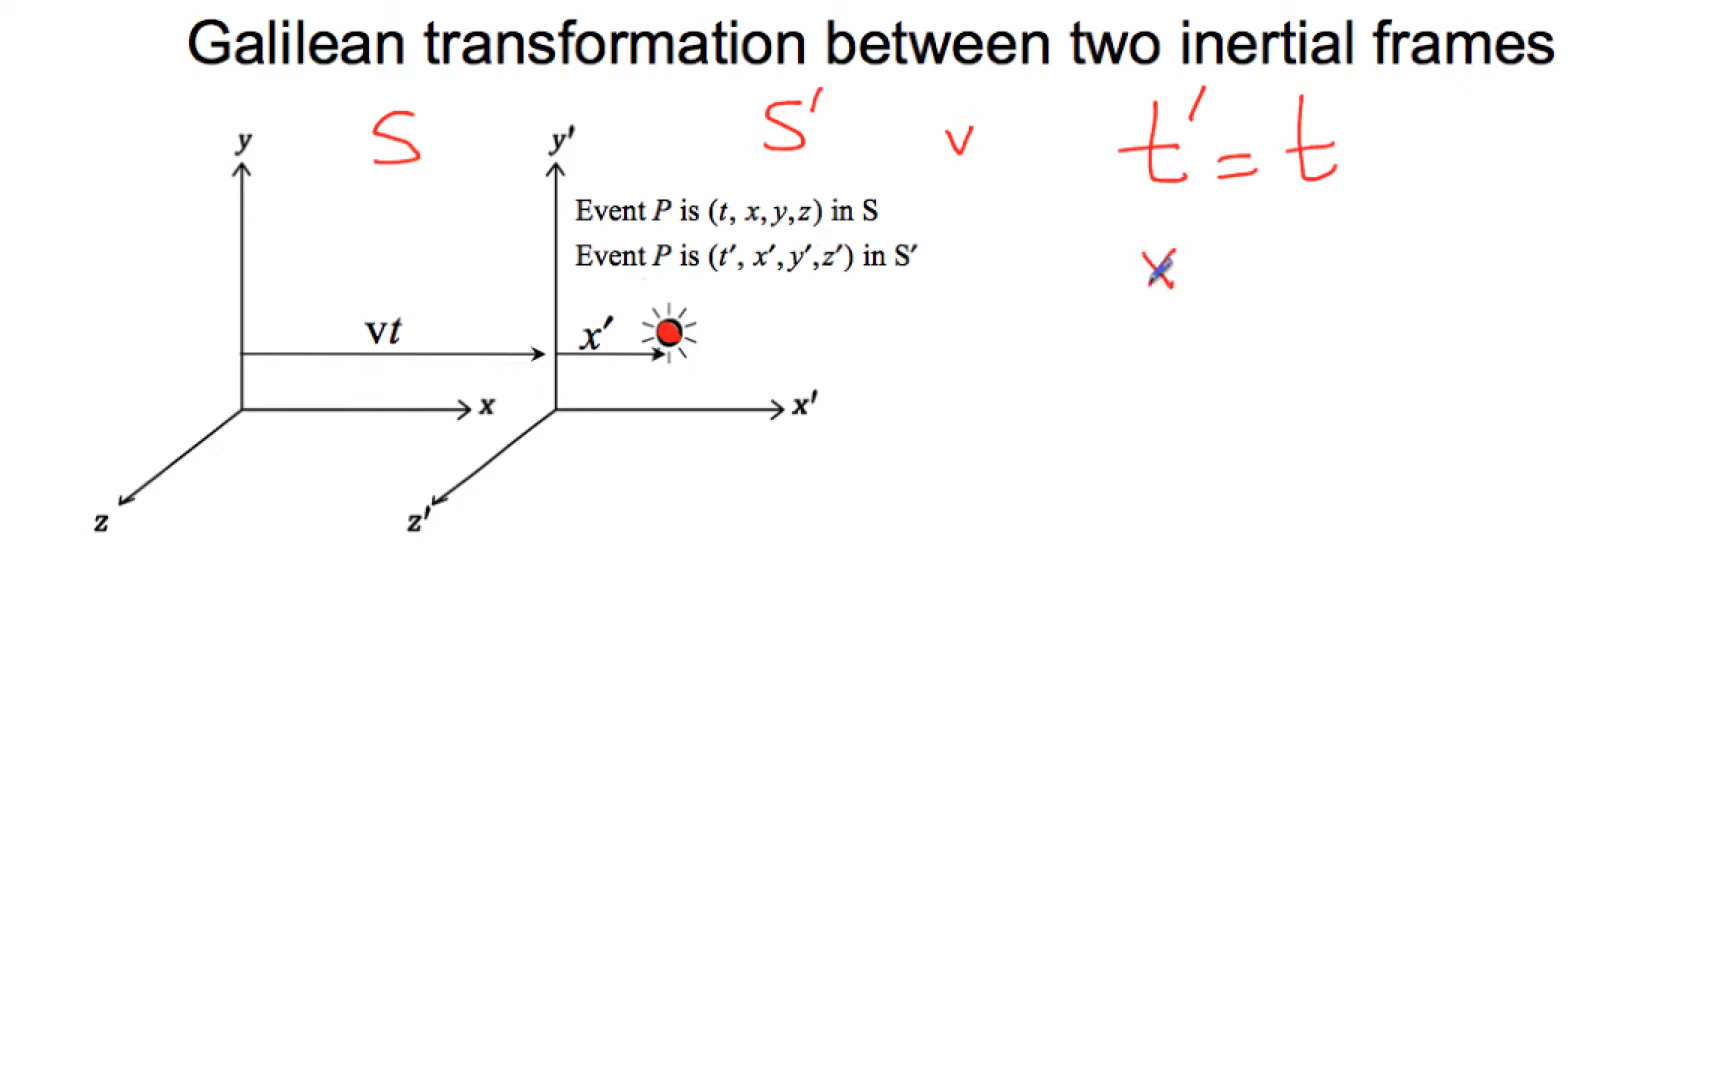 Galilean transformation between two inertial frames
S S′ v t′ = t
y y′
Event P is (t, x, y, z) in S
Event P is (t′, x′, y′, z′) in S′
x
vt x′
x x′
z z′